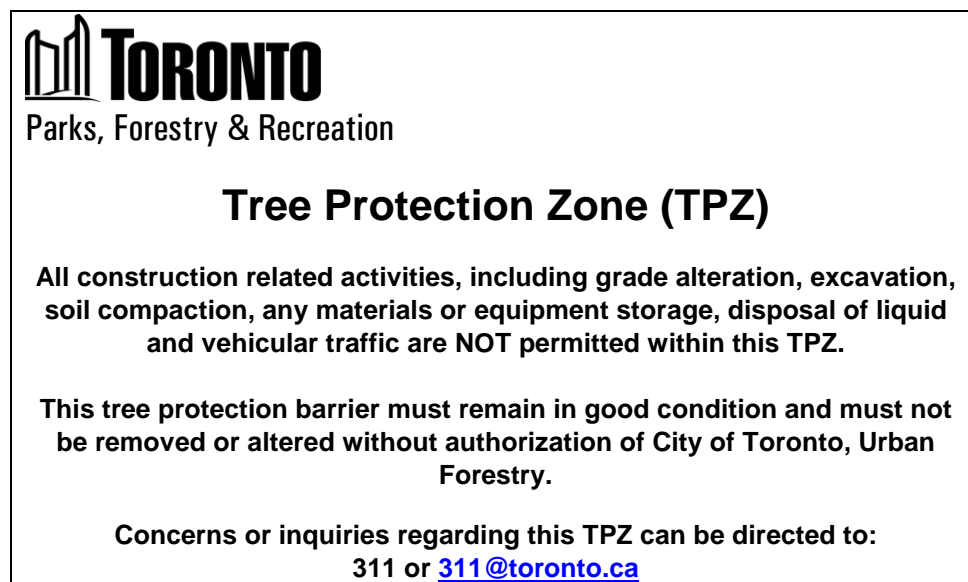 TORONTO
Parks, Forestry & Recreation
Tree Protection Zone (TPZ)
All construction related activities, including grade alteration, excavation,
soil compaction, any materials or equipment storage, disposal of liquid
and vehicular traffic are NOT permitted within this TPZ.
This tree protection barrier must remain in good condition and must not
be removed or altered without authorization of City of Toronto, Urban
Forestry.
Concerns or inquiries regarding this TPZ can be directed to:
311 or 311@toronto.ca